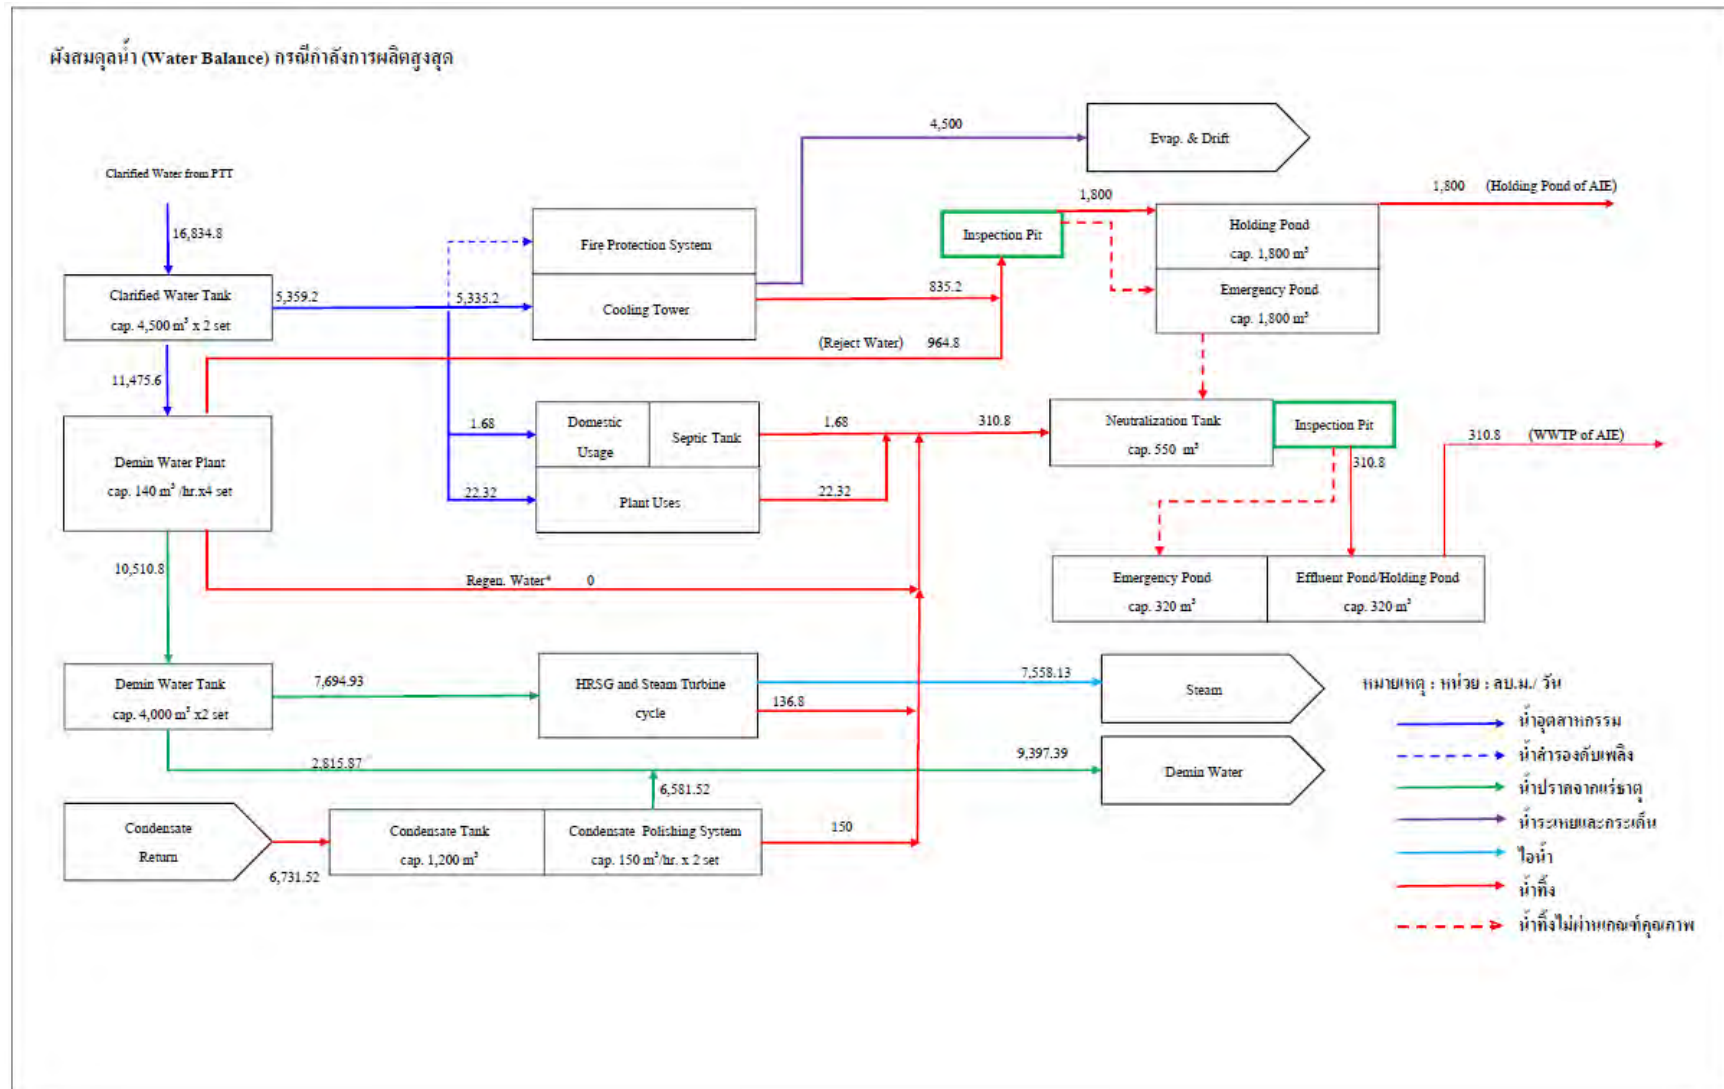 ผังสมดุลน้ำ (Water Balance) กรณีกำลังการผลิตสูงสุด
4,500
Evap. & Drift
Clarified Water from PTT
16,834.8
1,800
1,800 (Holding Pond of AIE)
Inspection Pit
Fire Protection System
Holding Pond
cap. 1,800 m³
Clarified Water Tank
cap. 4,500 m³ x 2 set
5,359.2
5,335.2
Cooling Tower
835.2
Emergency Pond
cap. 1,800 m³
(Reject Water) 964.8
11,475.6
Demin Water Plant
cap. 140 m³ /hr.x4 set
1.68
Domestic
Usage
Septic Tank
1.68
310.8
Neutralization Tank
cap. 550 m³
Inspection Pit
310.8 (WWTP of AIE)
310.8
22.32
Plant Uses
22.32
10,510.8
Regen. Water* 0
Emergency Pond
cap. 320 m³
Effluent Pond/Holding Pond
cap. 320 m³
Demin Water Tank
cap. 4,000 m³ x2 set
7,694.93
HRSG and Steam Turbine
cycle
7,558.13
136.8
Steam
2,815.87
9,397.39
Demin Water
6,581.52
Condensate
Return
6,731.52
Condensate Tank
cap. 1,200 m³
Condensate Polishing System
cap. 150 m³/hr. x 2 set
150
หมายเหตุ : หน่วย : ลบ.ม./ วัน
น้ำอุตสาหกรรม
น้ำสำรองดับเพลิง
น้ำปราศจากแร่ธาตุ
น้ำระเหยและกระเด็น
ไอน้ำ
น้ำทิ้ง
น้ำทิ้งไม่ผ่านเกณฑ์คุณภาพ